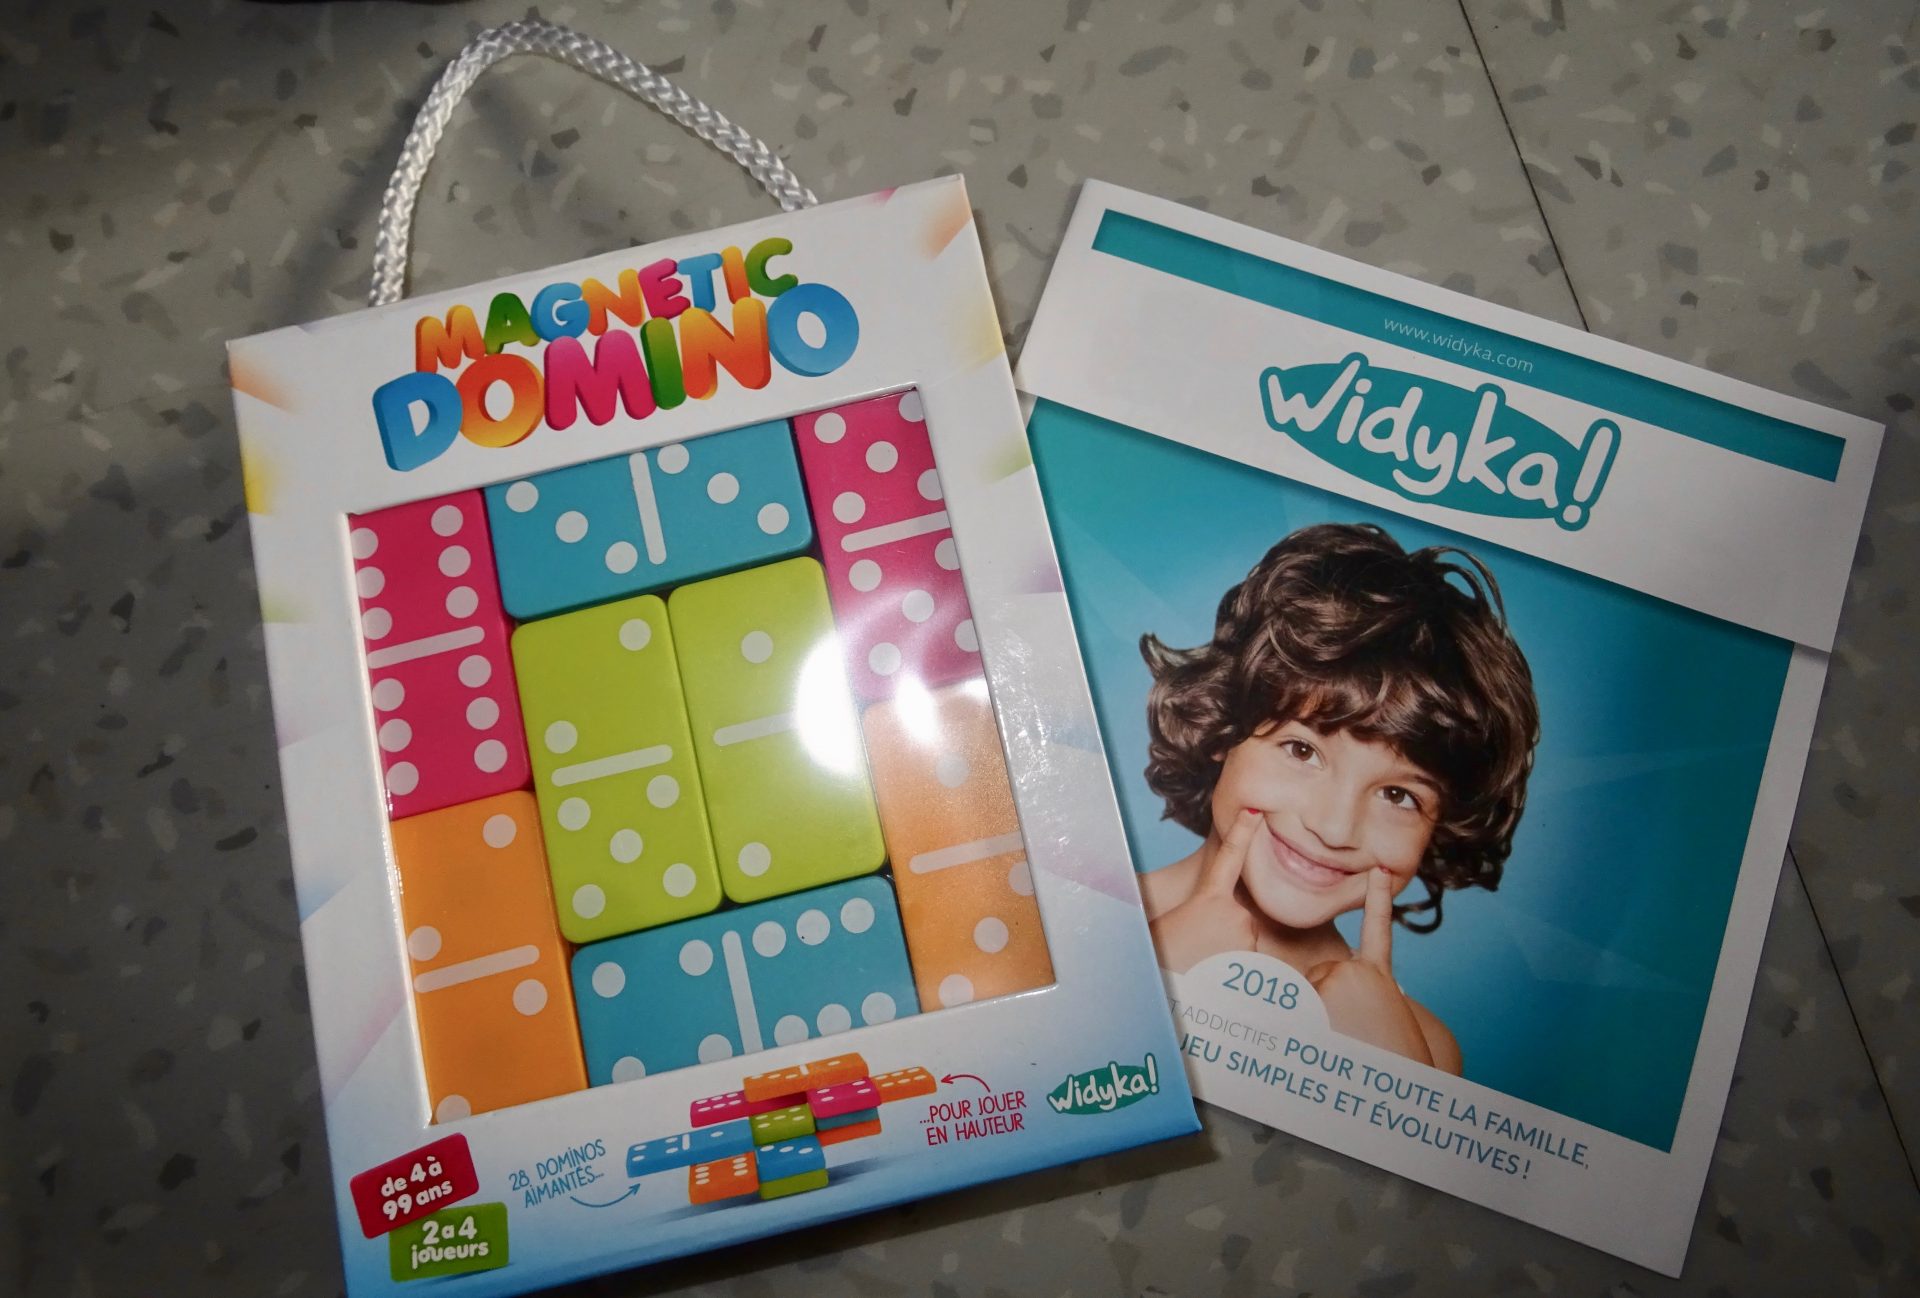 MAGNETIC
DOMINO
de 4 à
99 ans
2 a 4
joueurs
28 DOMINOS
AIMANTÉS...
...POUR JOUER
EN HAUTEUR
widyka!
www.widyka.com
widyka!
2018
ADDICTIFS POUR TOUTE LA FAMILLE,
JEU SIMPLES ET ÉVOLUTIVES !